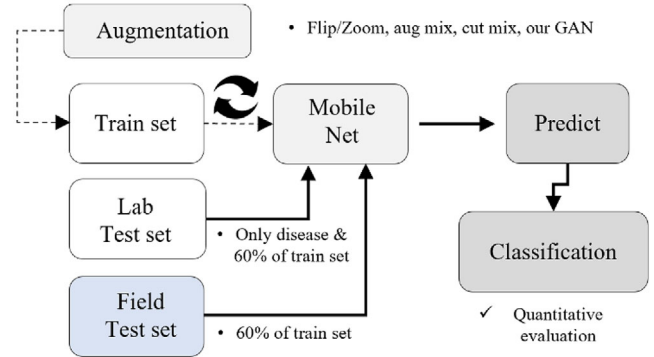 Augmentation
• Flip/Zoom, aug mix, cut mix, our GAN
Train set
Mobile
Net
Predict
Lab
Test set
• Only disease &
60% of train set
Classification
Field
Test set
• 60% of train set
✓ Quantitative
evaluation